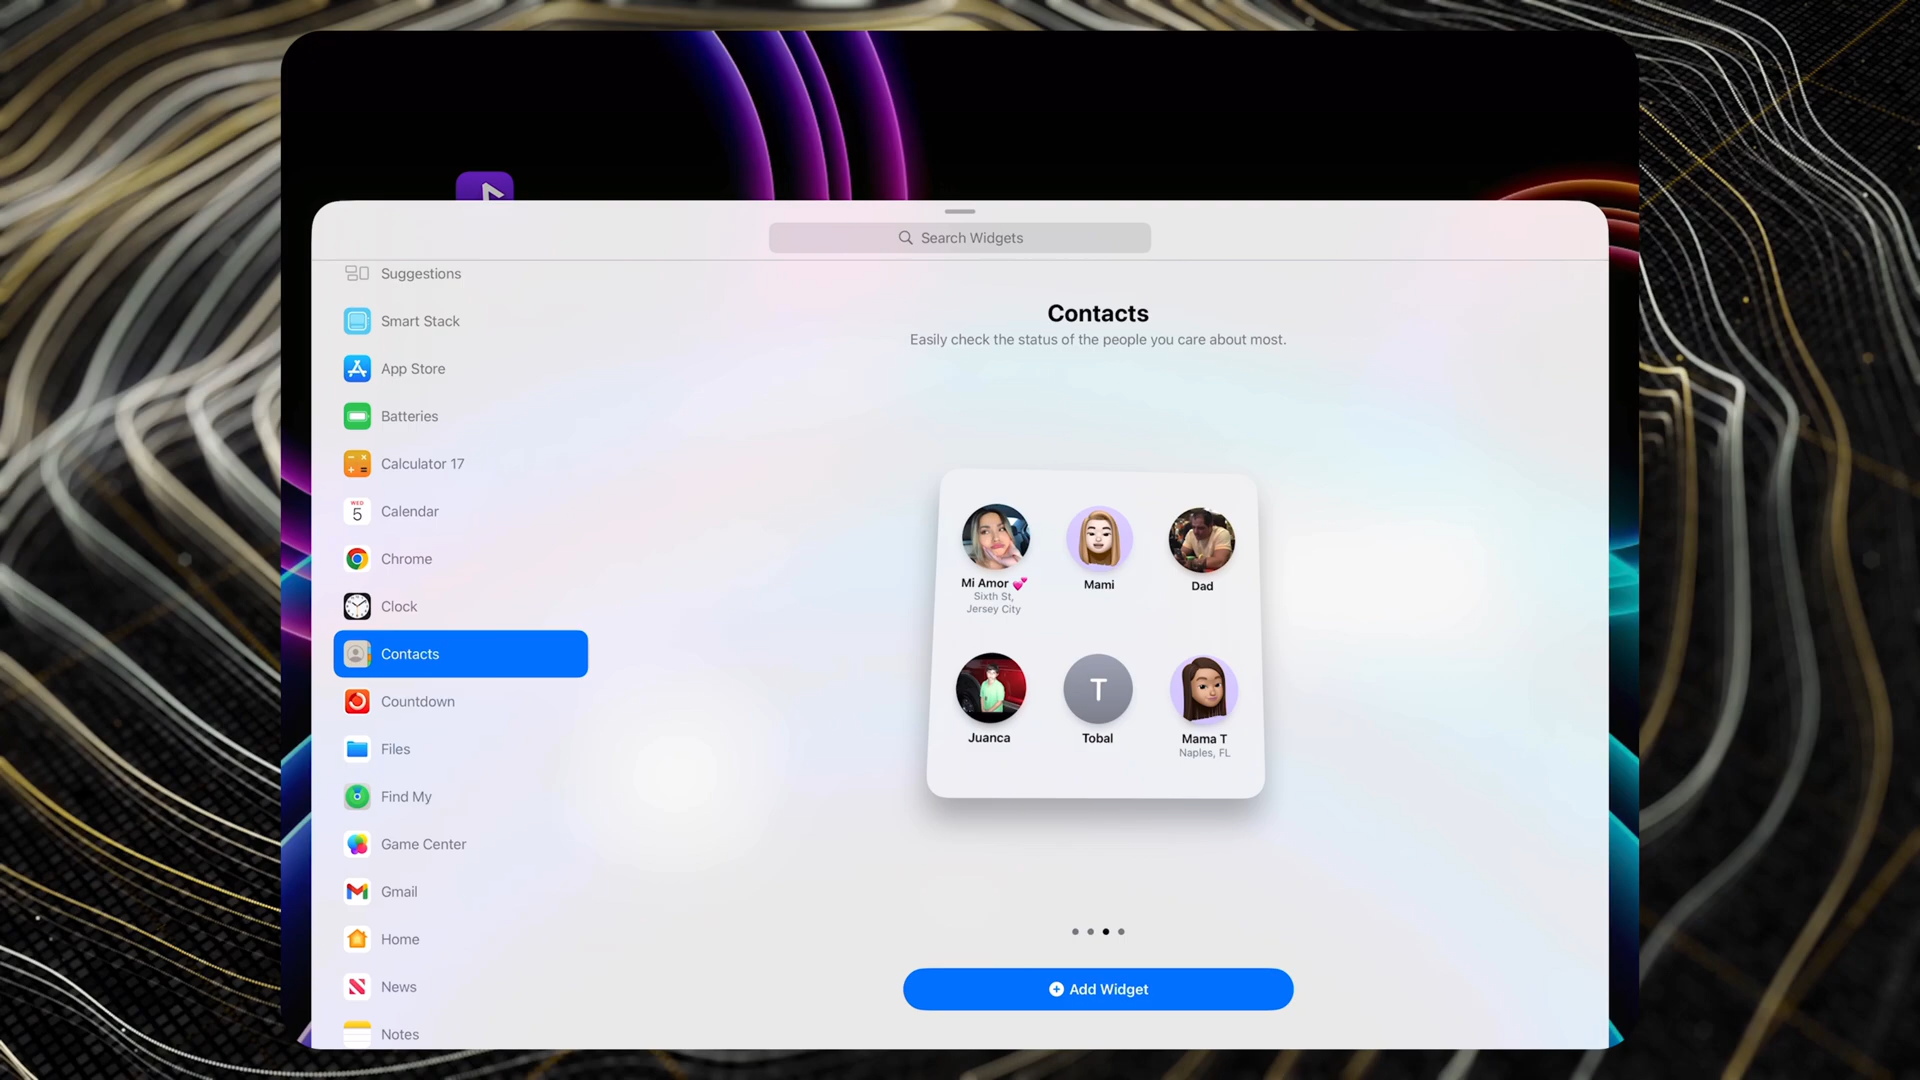 Search Widgets
Suggestions
Smart Stack
App Store
Batteries
Calculator 17
WED
5
Calendar
Chrome
Clock
Contacts
Countdown
Files
Find My
Game Center
Gmail
Home
News
Notes
Contacts
Easily check the status of the people you care about most.
Mi Amor 💕
Sixth St,
Jersey City
Mami
Dad
Juanca
T
Tobal
Mama T
Naples, FL
Add Widget